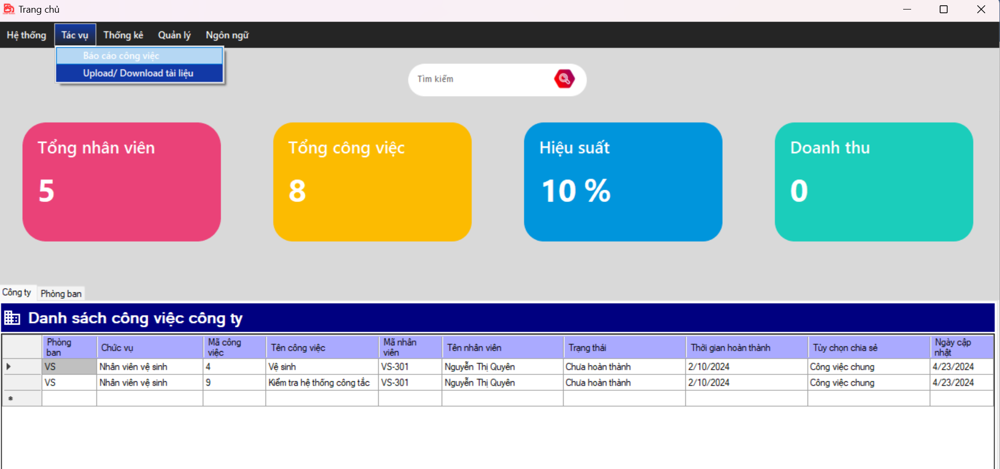 Trang chủ
Hệ thống Tác vụ Thống kê Quản lý Ngôn ngữ
Báo cáo công việc
Upload/ Download tài liệu
Tìm kiếm
Tổng nhân viên
5
Tổng công việc
8
Hiệu suất
10 %
Doanh thu
0
Công ty Phòng ban
Danh sách công việc công ty
Phòng ban Chức vụ Mã công việc Tên công việc Mã nhân viên Tên nhân viên Trạng thái Thời gian hoàn thành Tùy chọn chia sẻ Ngày cập nhật
VS Nhân viên vệ sinh 4 Vệ sinh VS-301 Nguyễn Thị Quyên Chưa hoàn thành 2/10/2024 Công việc chung 4/23/2024
VS Nhân viên vệ sinh 9 Kiểm tra hệ thống công tắc VS-301 Nguyễn Thị Quyên Chưa hoàn thành 2/10/2024 Công việc chung 4/23/2024